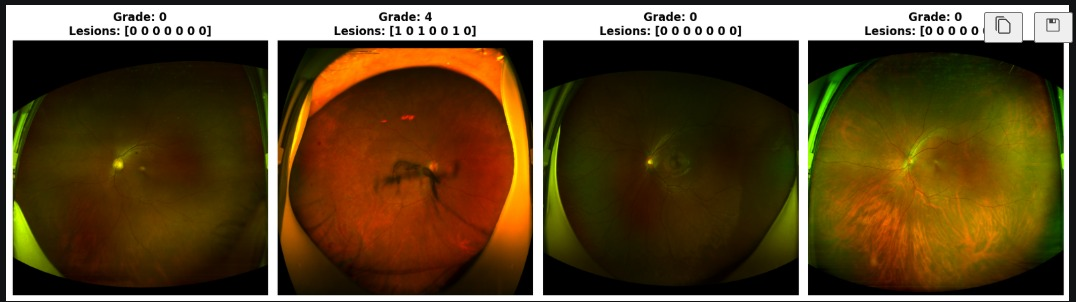 Grade: 0
Lesions: [0 0 0 0 0 0 0]
Grade: 4
Lesions: [1 0 1 0 0 1 0]
Grade: 0
Lesions: [0 0 0 0 0 0 0]
Grade: 0
Lesions: [0 0 0 0 0